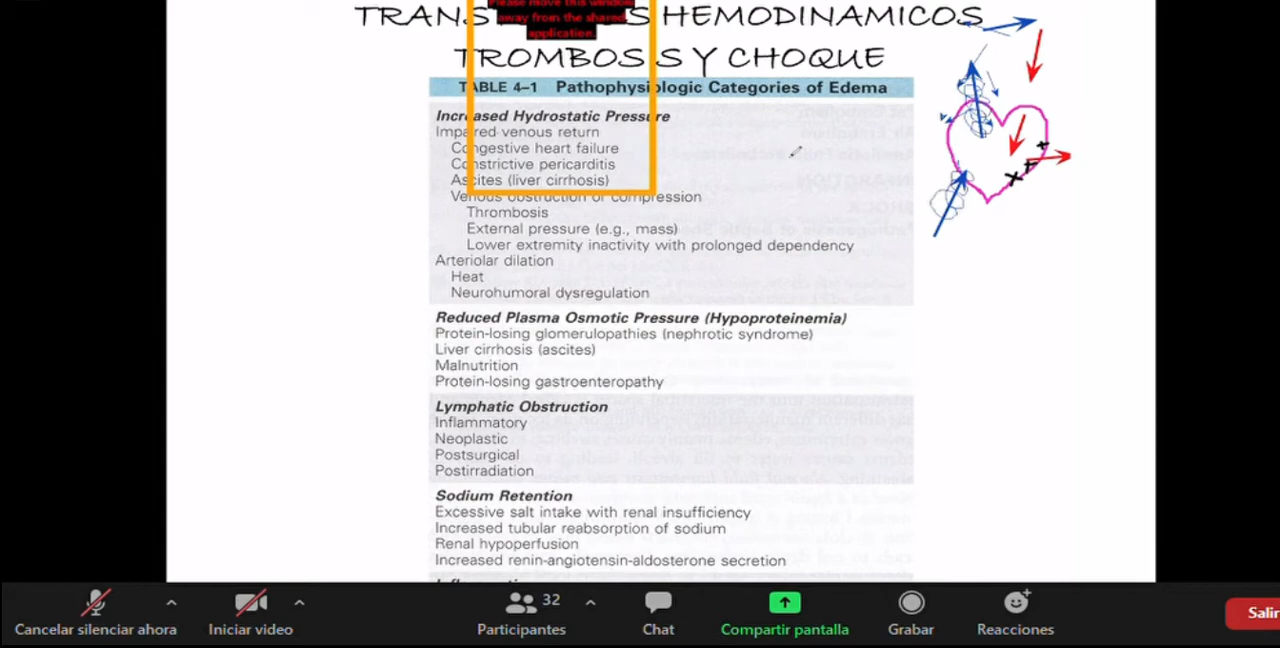 TRANS S HEMODINAMICOS
Please move this window
away from the shared
application.
TROMBOSIS Y CHOQUE
TABLE 4–1 Pathophysiologic Categories of Edema
Increased Hydrostatic Pressure
Impaired venous return
Congestive heart failure
Constrictive pericarditis
Ascites (liver cirrhosis)
Venous obstruction or compression
Thrombosis
External pressure (e.g., mass)
Lower extremity inactivity with prolonged dependency
Arteriolar dilation
Heat
Neurohumoral dysregulation
Reduced Plasma Osmotic Pressure (Hypoproteinemia)
Protein-losing glomerulopathies (nephrotic syndrome)
Liver cirrhosis (ascites)
Malnutrition
Protein-losing gastroenteropathy
Lymphatic Obstruction
Inflammatory
Neoplastic
Postsurgical
Postirradiation
Sodium Retention
Excessive salt intake with renal insufficiency
Increased tubular reabsorption of sodium
Renal hypoperfusion
Increased renin-angiotensin-aldosterone secretion
32
Cancelar silenciar ahora
Iniciar video
Participantes
Chat
Compartir pantalla
Grabar
Reacciones
Salir